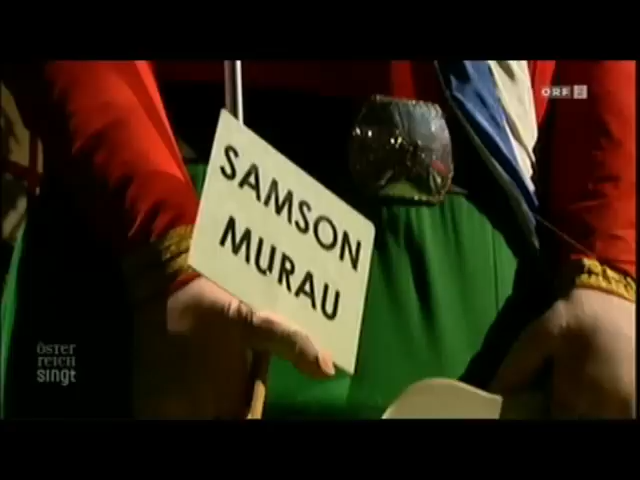 ORF 2
SAMSON
MURAU
öSTER
REICH
singt